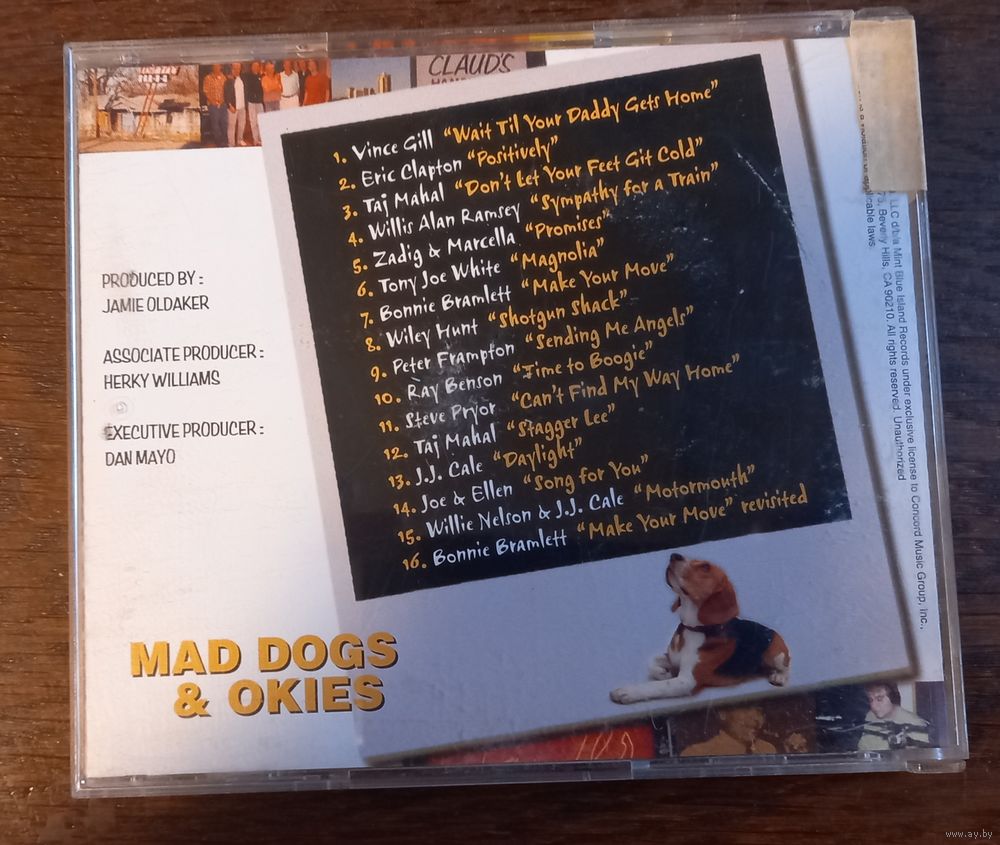 CLAUD'S
1. Vince Gill "Wait Til Your Daddy Gets Home"
2. Eric Clapton "Positively"
3. Taj Mahal "Don't Let Your Feet Git Cold"
4. Willis Alan Ramsey "Sympathy for a Train"
5. Zadig & Marcella "Promises"
6. Tony Joe White "Magnolia"
7. Bonnie Bramlett "Make Your Move"
8. Wiley Hunt "Shotgun Shack"
9. Peter Frampton "Sending Me Angels"
10. Ray Benson "Time to Boogie"
11. Steve Pryor "Can't Find My Way Home"
12. Taj Mahal "Stagger Lee"
13. J.J. Cale "Daylight"
14. Joe & Ellen "Song for You"
15. Willie Nelson & J.J. Cale "Motormouth"
16. Bonnie Bramlett "Make Your Move" revisited
PRODUCED BY:
JAMIE OLDAKER
ASSOCIATE PRODUCER:
HERKY WILLIAMS
EXECUTIVE PRODUCER:
DAN MAYO
MAD DOGS
& OKIES
LLC d/b/a Mint Blue Island Records under exclusive license to Concord Music Group, Inc.,
Beverly Hills, CA 90210. All rights reserved. Unauthorized
is a violation of applicable laws.
www.ay.by